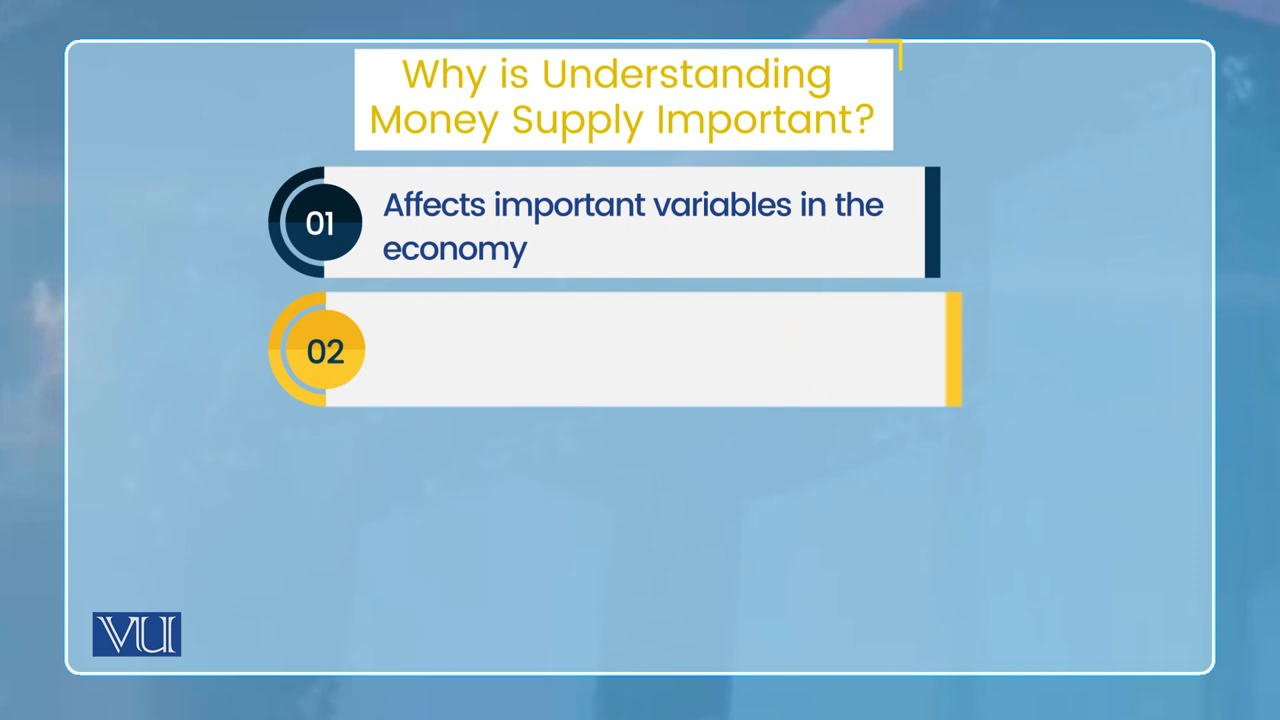 Why is Understanding
Money Supply Important?
01
Affects important variables in the
economy
02
VU